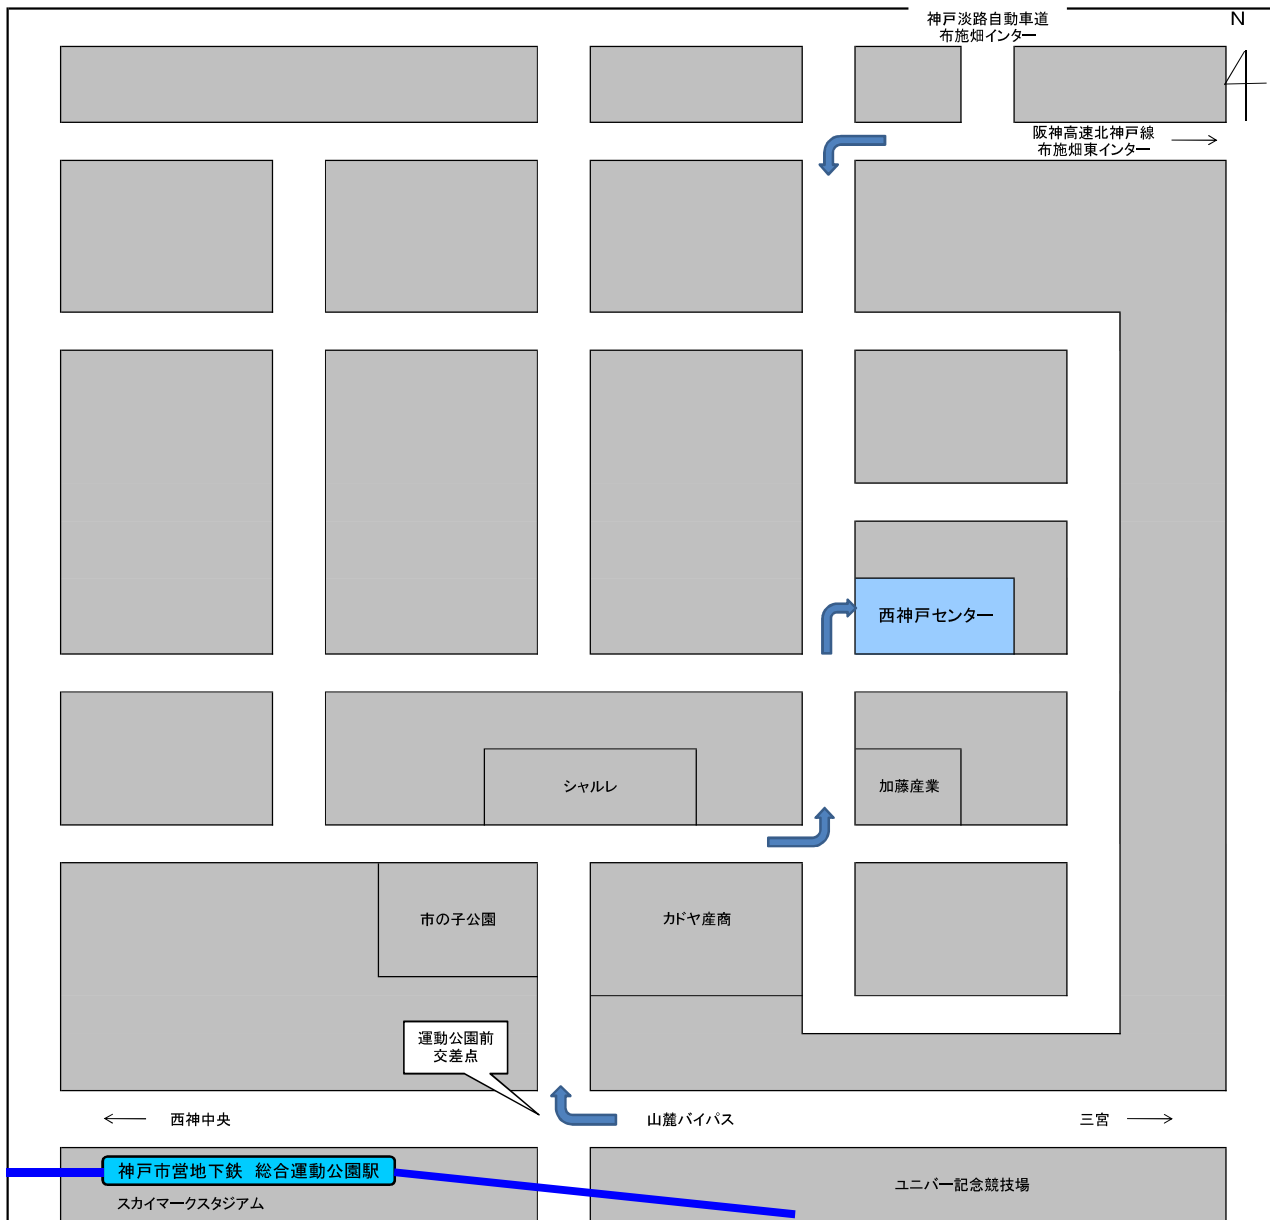 神戸淡路自動車道
布施畑インター
N
阪神高速北神戸線
布施畑東インター
西神戸センター
シャルレ
加藤産業
市の子公園
カドヤ産商
運動公園前
交差点
西神中央
山麓バイパス
三宮
神戸市営地下鉄 総合運動公園駅
ユニバー記念競技場
スカイマークスタジアム